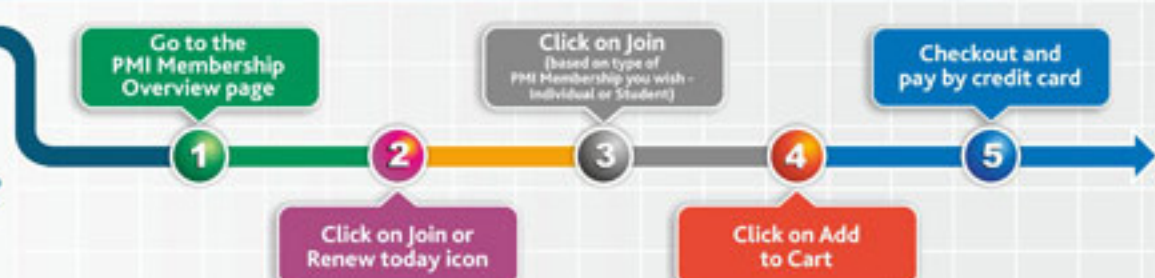 Go to the
PMI Membership
Overview page
1
Click on Join or
Renew today icon
2
Click on Join
(based on type of
PMI Membership you wish -
Individual or Student)
3
Click on Add
to Cart
4
Checkout and
pay by credit card
5